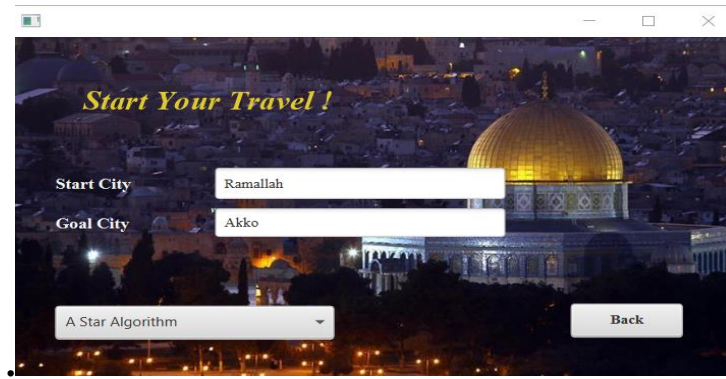 Start Your Travel !
Start City
Ramallah
Goal City
Akko
A Star Algorithm
Back